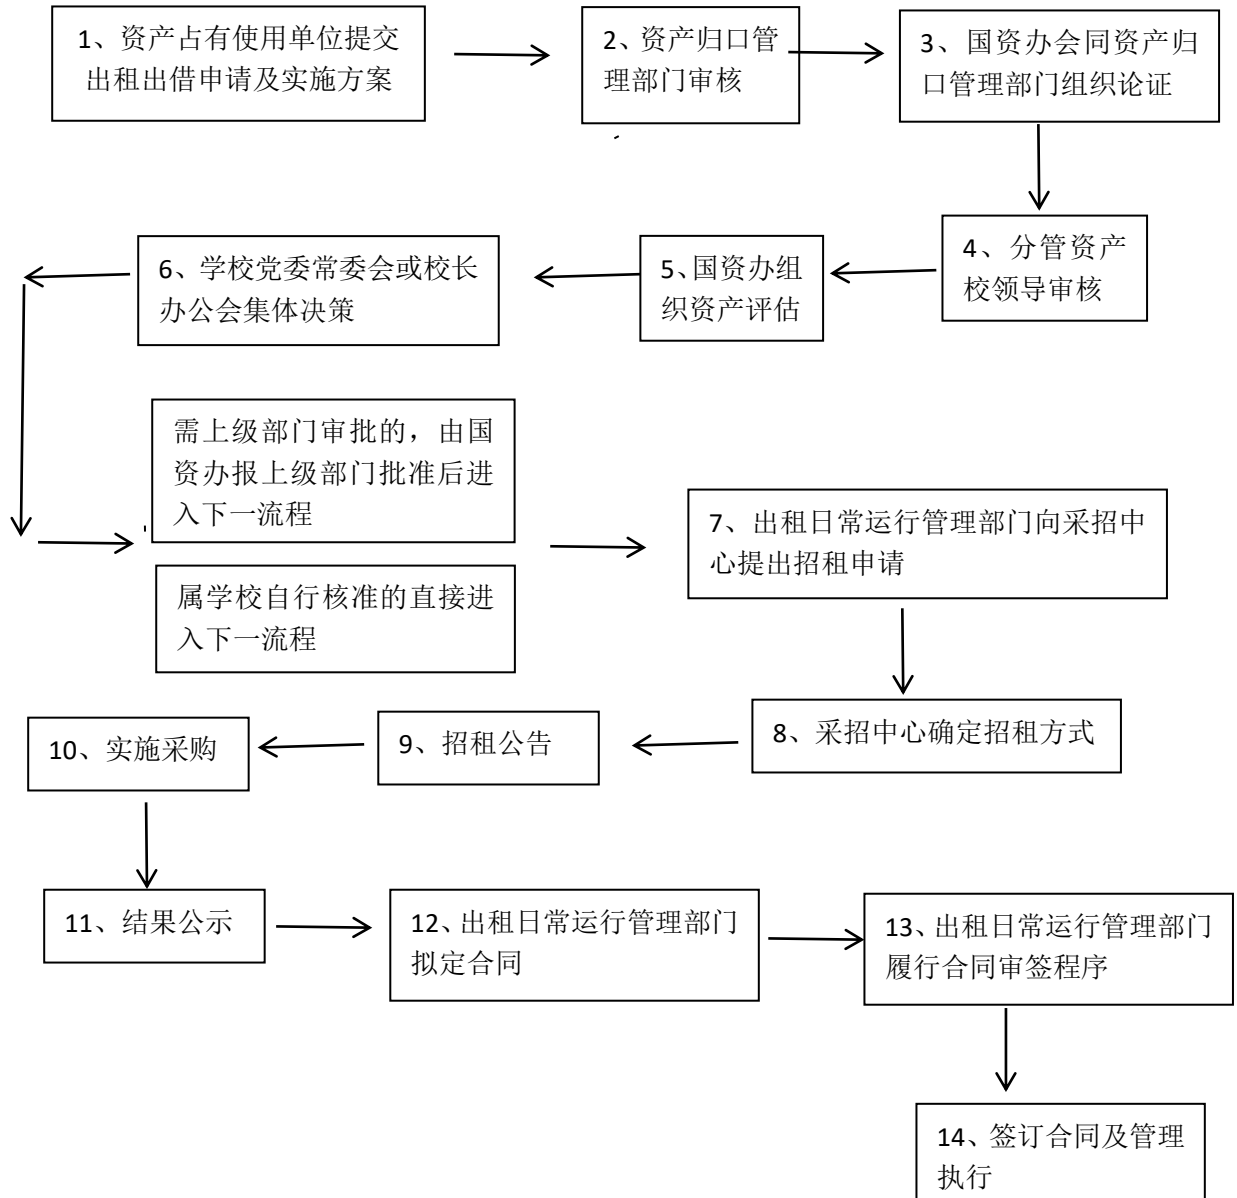 1、资产占有使用单位提交
出租出借申请及实施方案
2、资产归口管
理部门审核
3、国资办会同资产归
口管理部门组织论证
4、分管资产
校领导审核
5、国资办组
织资产评估
6、学校党委常委会或校长
办公会集体决策
需上级部门审批的，由国
资办报上级部门批准后进
入下一流程
属学校自行核准的直接进
入下一流程
7、出租日常运行管理部门向采招中
心提出招租申请
8、采招中心确定招租方式
9、招租公告
10、实施采购
11、结果公示
12、出租日常运行管理部门
拟定合同
13、出租日常运行管理部门
履行合同审签程序
14、签订合同及管理
执行